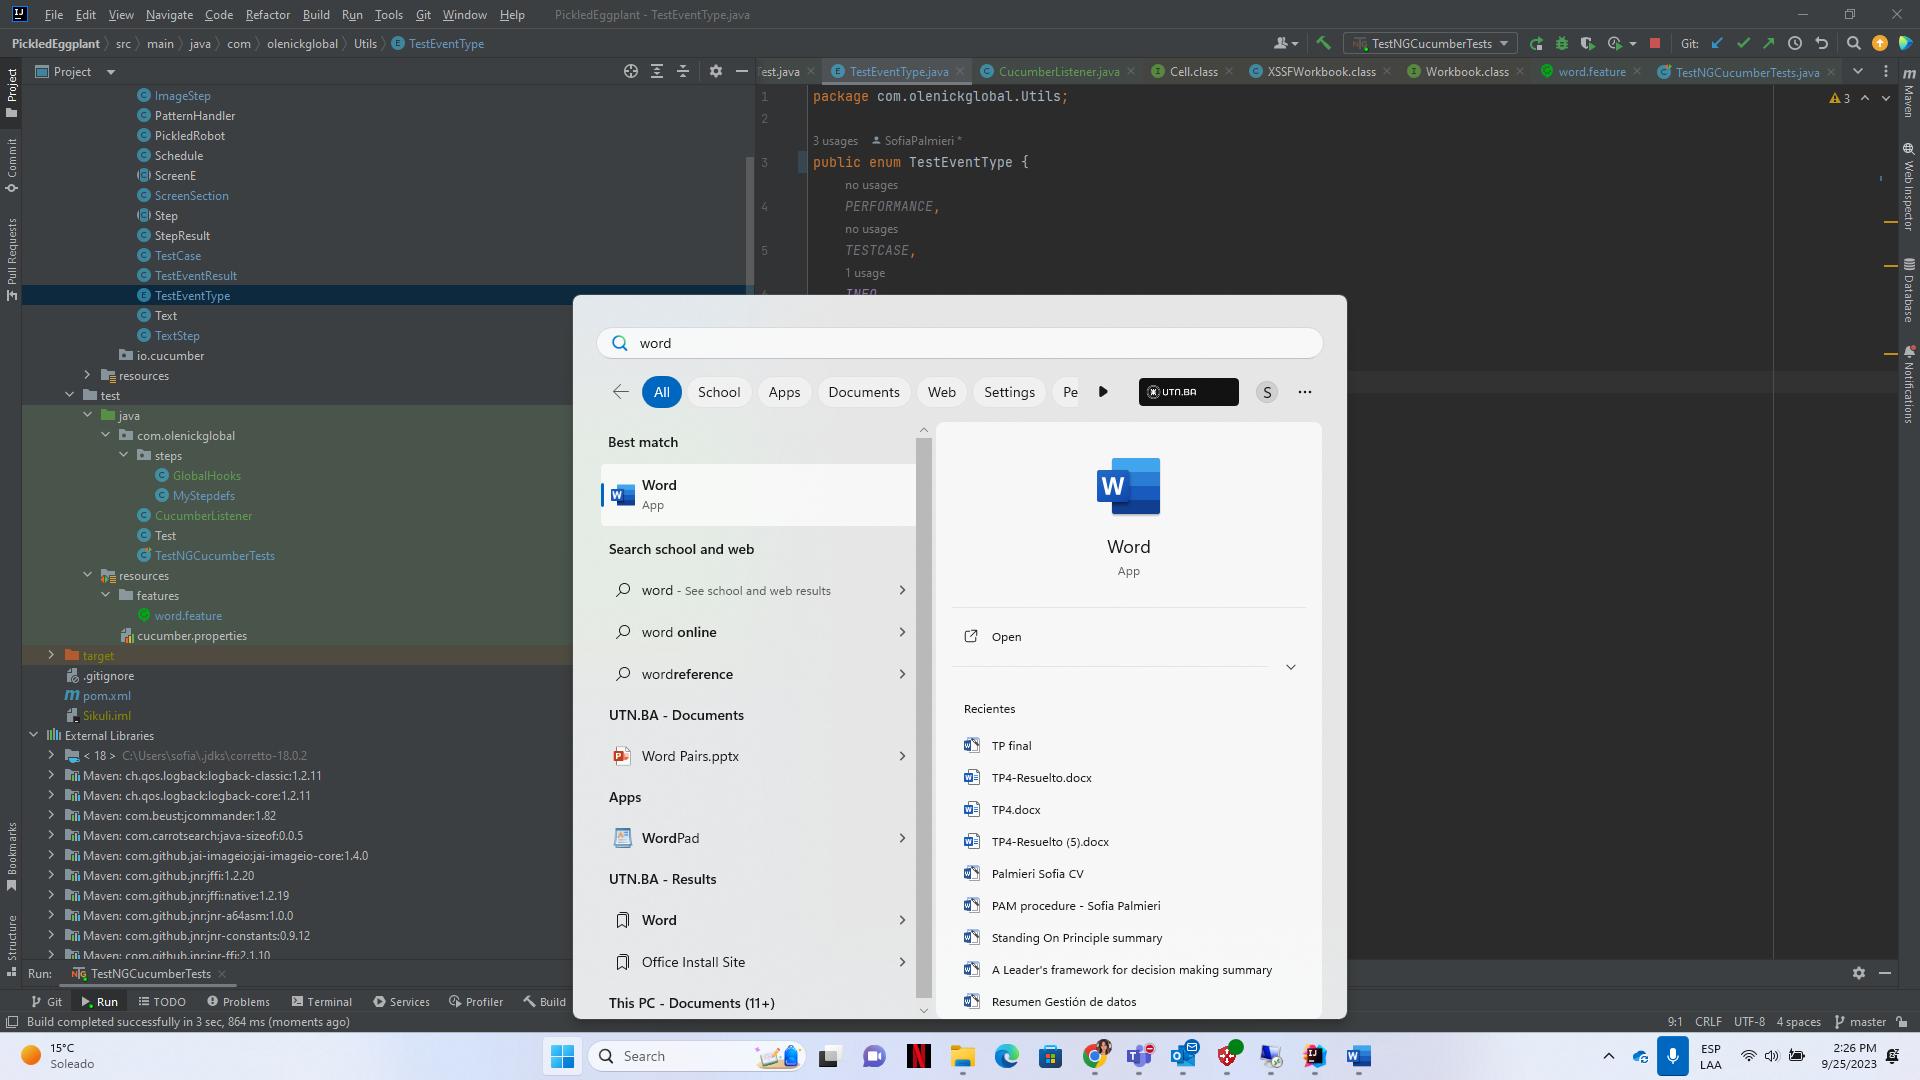 File Edit View Navigate Code Refactor Build Run Tools Git Window Help PickledEggplant - TestEventType.java
PickledEggplant src main java com olenickglobal Utils TestEventType TestNGCucumberTests Git:
Project
Test.java TestEventType.java CucumberListener.java Cell.class XSSFWorkbook.class Workbook.class word.feature TestNGCucumberTests.java
Project
Commit
Pull Requests
Bookmarks
Structure
ImageStep
PatternHandler
PickledRobot
Schedule
ScreenE
ScreenSection
Step
StepResult
TestCase
TestEventResult
TestEventType
Text
TextStep
io.cucumber
resources
test
java
com.olenickglobal
steps
GlobalHooks
MyStepdefs
CucumberListener
Test
TestNGCucumberTests
resources
features
word.feature
cucumber.properties
target
.gitignore
pom.xml
Sikuli.iml
External Libraries
< 18 > C:\Users\sofia\.jdks\corretto-18.0.2
Maven: ch.qos.logback:logback-classic:1.2.11
Maven: ch.qos.logback:logback-core:1.2.11
Maven: com.beust:jcommander:1.82
Maven: com.carrotsearch:java-sizeof:0.0.5
Maven: com.github.jai-imageio:jai-imageio-core:1.4.0
Maven: com.github.jnr:jffi:1.2.20
Maven: com.github.jnr:jffi:native:1.2.19
Maven: com.github.jnr:jnr-a64asm:1.0.0
Maven: com.github.jnr:jnr-constants:0.9.12
Maven: com.github.jnr:jnr-ffi:2.1.10
1 package com.olenickglobal.Utils;
2
3 usages SofiaPalmieri *
3 public enum TestEventType {
no usages
4 PERFORMANCE,
no usages
5 TESTCASE,
1 usage
6 INFO
3
Maven
Web Inspector
Database
Notifications
word
All School Apps Documents Web Settings Pe UTN.BA S
Best match
Word
App
Search school and web
word - See school and web results
word online
wordreference
UTN.BA - Documents
Word Pairs.pptx
Apps
WordPad
UTN.BA - Results
Word
Office Install Site
This PC - Documents (11+)
Word
App
Open
Recientes
TP final
TP4-Resuelto.docx
TP4.docx
TP4-Resuelto (5).docx
Palmieri Sofia CV
PAM procedure - Sofia Palmieri
Standing On Principle summary
A Leader's framework for decision making summary
Resumen Gestión de datos
Run: TestNGCucumberTests
Git Run TODO Problems Terminal Services Profiler Build
Build completed successfully in 3 sec, 864 ms (moments ago) 9:1 CRLF UTF-8 4 spaces master
15°C
Soleado
Search
ESP
LAA
2:26 PM
9/25/2023